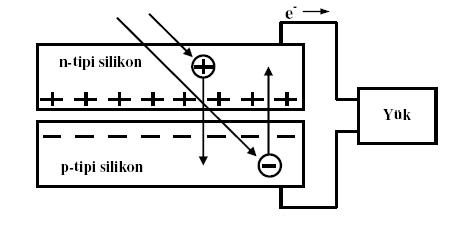 e-
n-tipi silikon
+ + + + + + + +
Yük
- - - - - - - -
p-tipi silikon